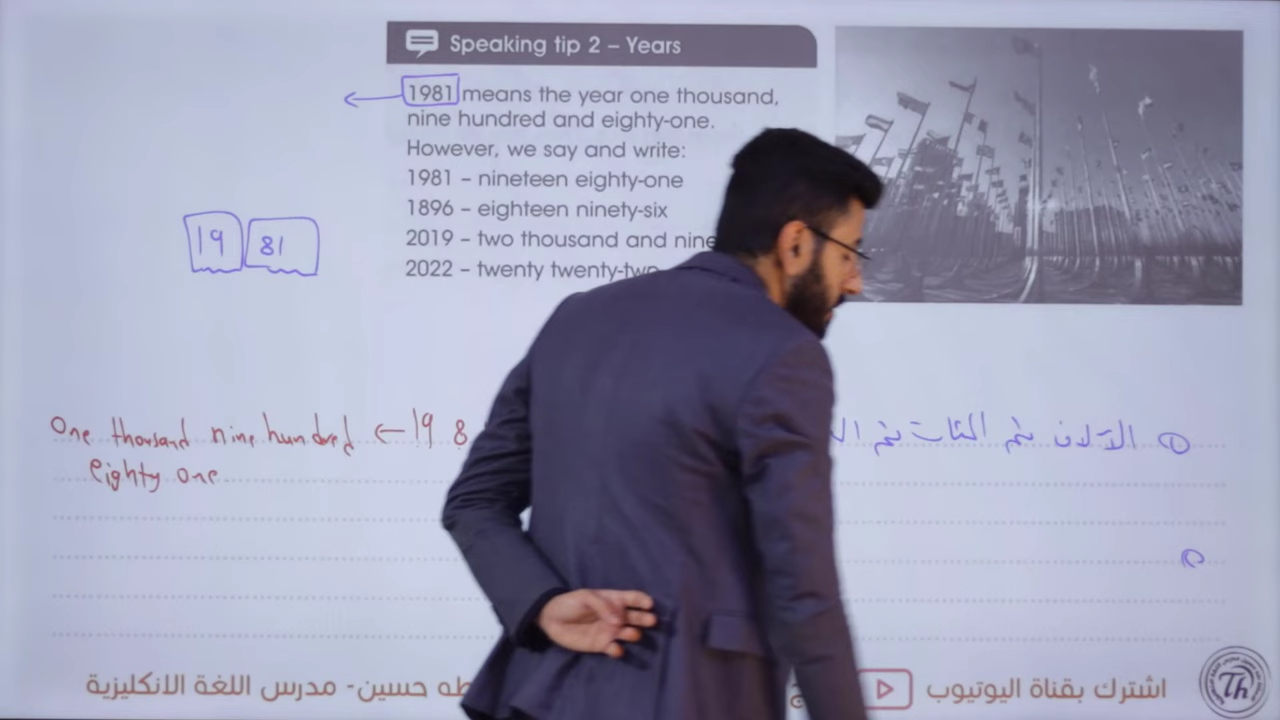 Speaking tip 2 – Years
1981 means the year one thousand,
nine hundred and eighty-one.
However, we say and write:
1981 – nineteen eighty-one
1896 – eighteen ninety-six
2019 – two thousand and nine
2022 – twenty twenty-two
19 81
① الآلاف ثم المئات ثم
One thousand nine hundred ← 19 8
eighty one
اشترك بقناة اليوتيوب
طه حسين- مدرس اللغة الانكليزية
Th